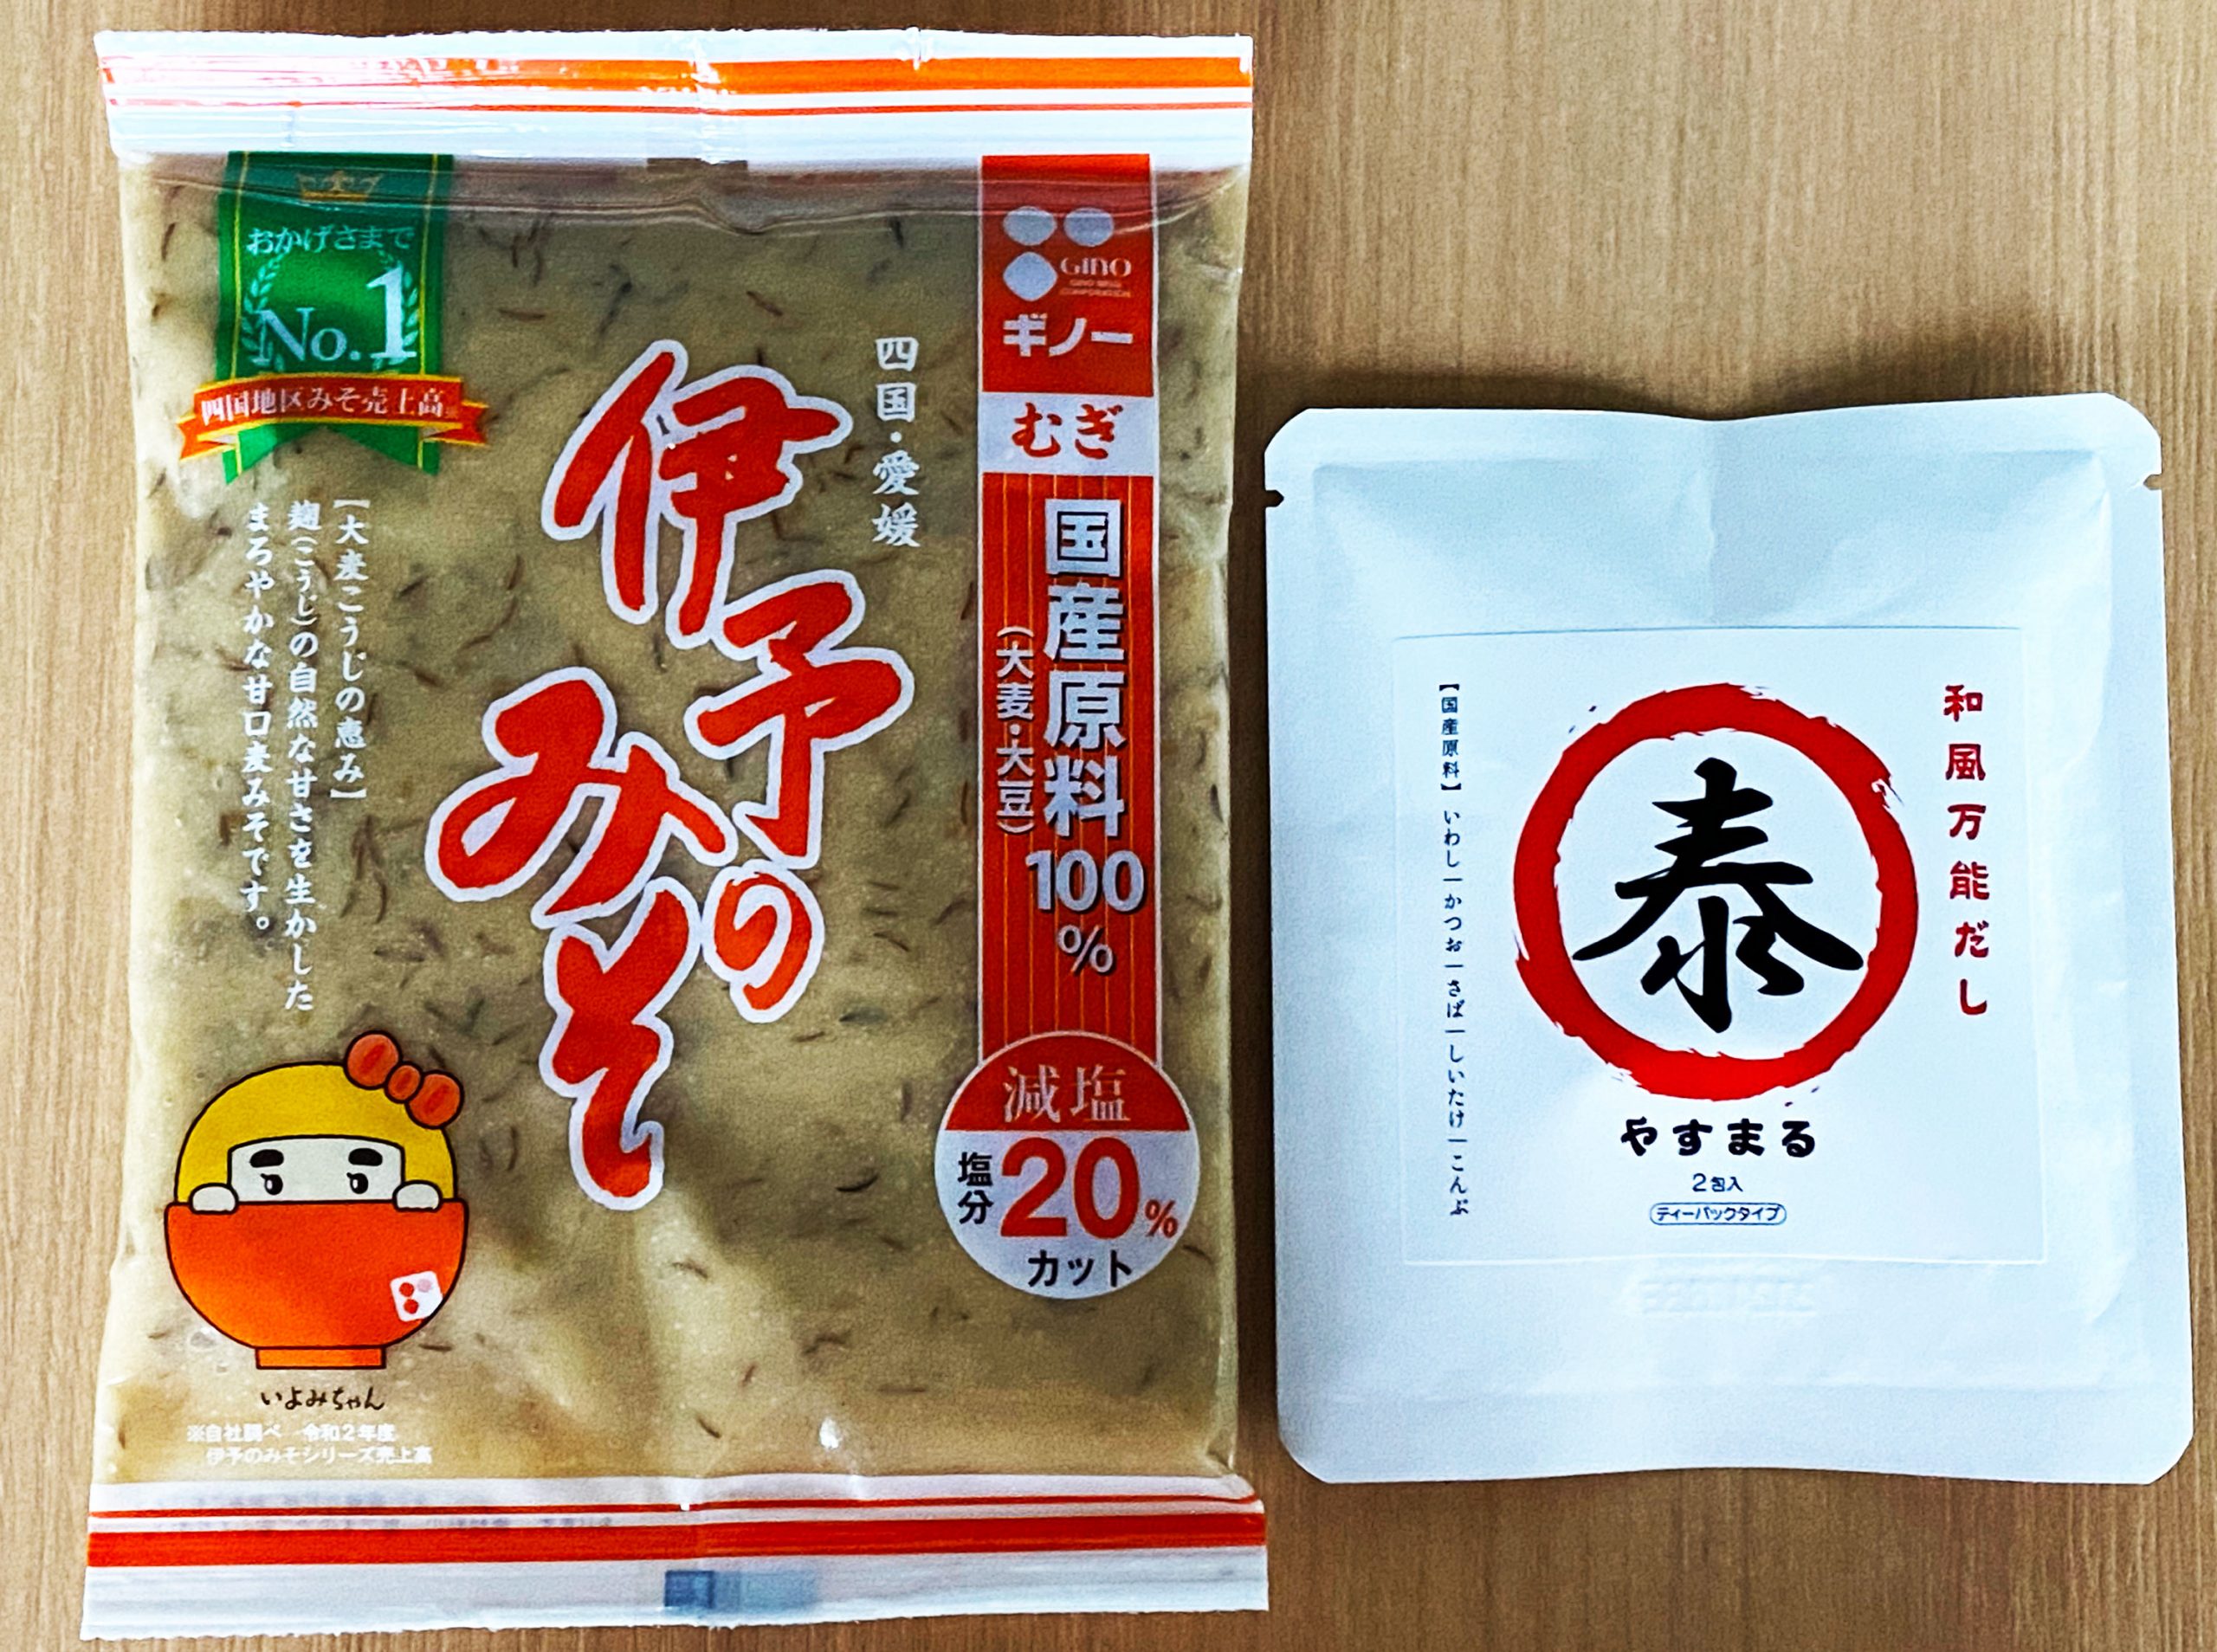 おかげさまで
No.1
四国地区みそ売上高
GINO
GINO MISO
CORPORATION
ギノー
むぎ
国産原料100%
(大麦・大豆)
四国・愛媛
伊予の
みそ
【大麦こうじの恵み】
麹(こうじ)の自然な甘さを生かした
まろやかな甘口麦みそです。
減塩
塩分
20%
カット
いよみちゃん
※自社調べ 令和2年度
伊予のみそシリーズ売上高
和風万能だし
泰
【国産原料】いわし|かつお|さば|しいたけ|こんぶ
やすまる
2包入
ティーパックタイプ